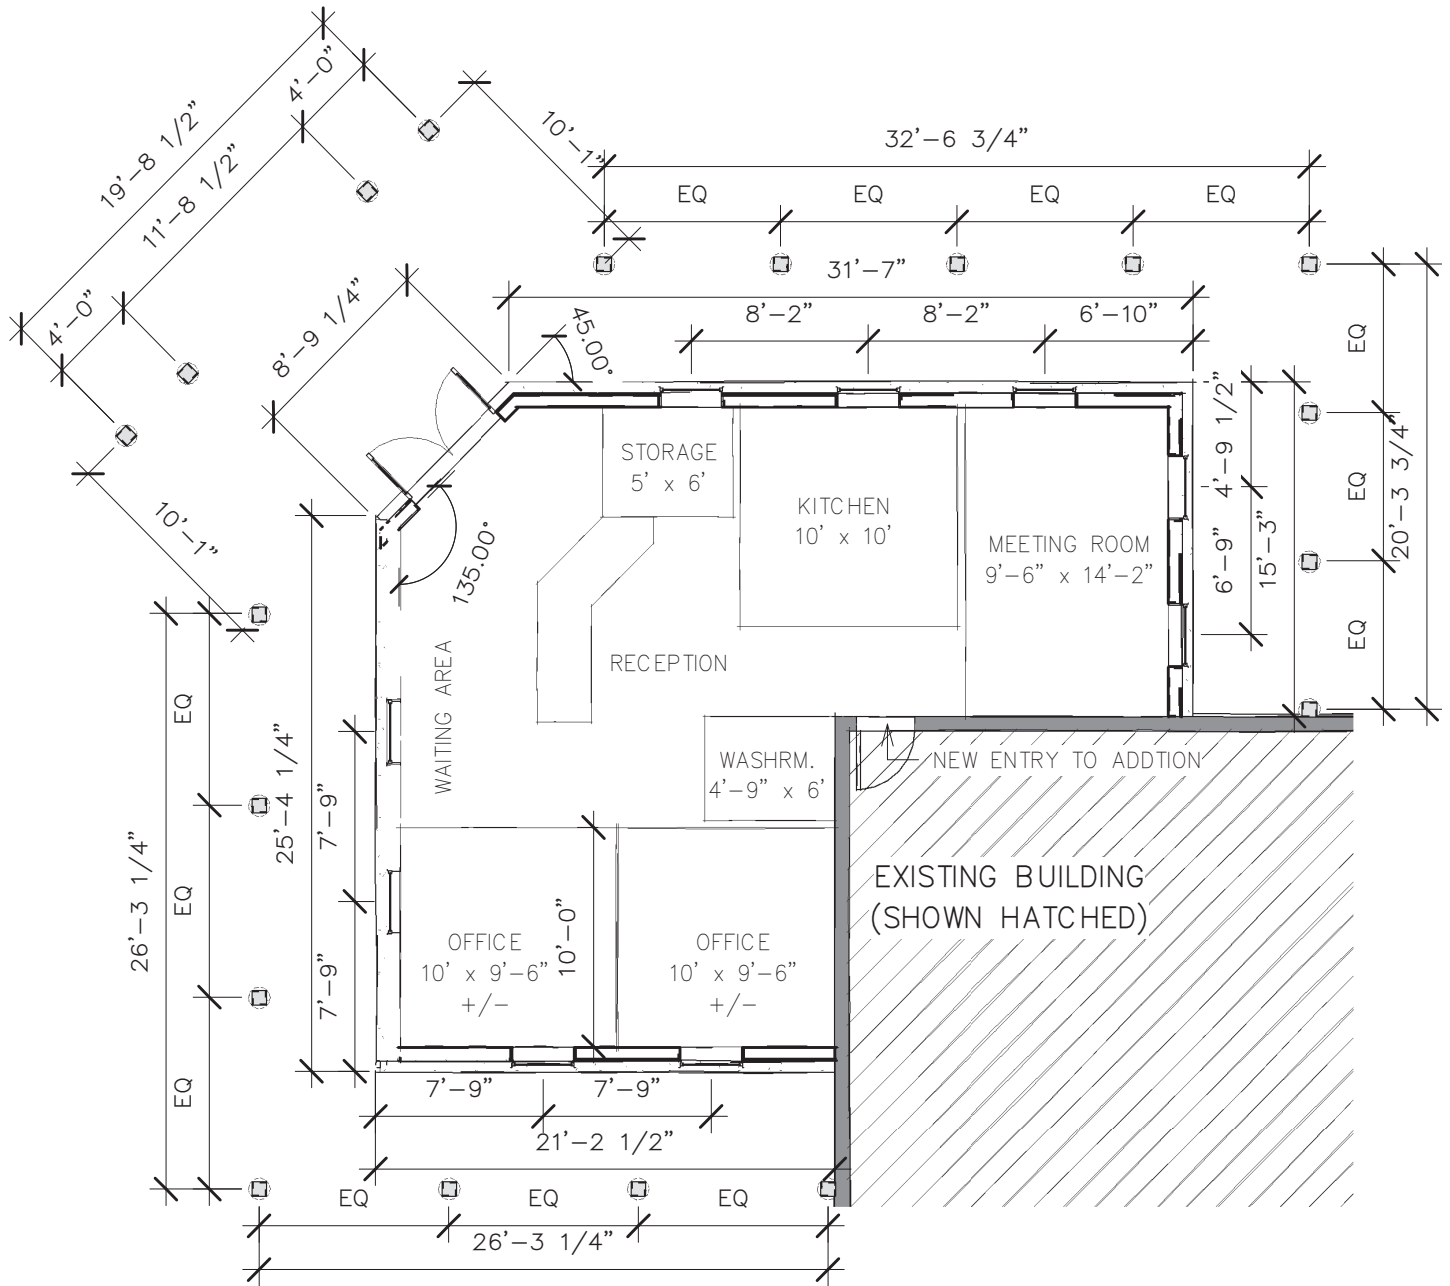 4'-0"
19'-8 1/2"
11'-8 1/2"
4'-0"
10'-1"
32'-6 3/4"
EQ
EQ
EQ
EQ
31'-7"
8'-2"
8'-2"
6'-10"
8'-9 1/4"
45.00°
EQ
4'-9 1/2"
20'-3 3/4"
STORAGE
5' x 6'
KITCHEN
10' x 10'
MEETING ROOM
9'-6" x 14'-2"
EQ
6'-9"
15'-3"
10'-1"
135.00°
EQ
WAITING AREA
RECEPTION
EQ
WASHRM.
4'-9" x 6'
NEW ENTRY TO ADDTION
25'-4 1/4"
7'-9"
26'-3 1/4"
EQ
EXISTING BUILDING
(SHOWN HATCHED)
OFFICE
10' x 9'-6"
+/-
10'-0"
OFFICE
10' x 9'-6"
+/-
7'-9"
EQ
7'-9"
7'-9"
21'-2 1/2"
EQ
EQ
EQ
26'-3 1/4"